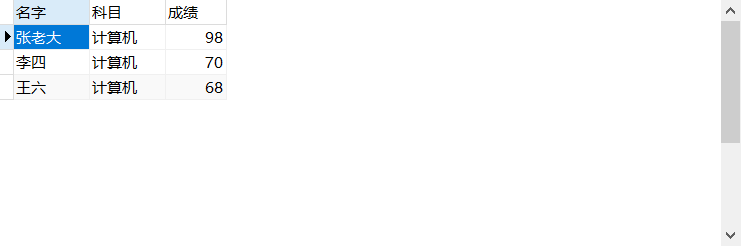 名字 科目 成绩
张老大 计算机 98
李四 计算机 70
王六 计算机 68